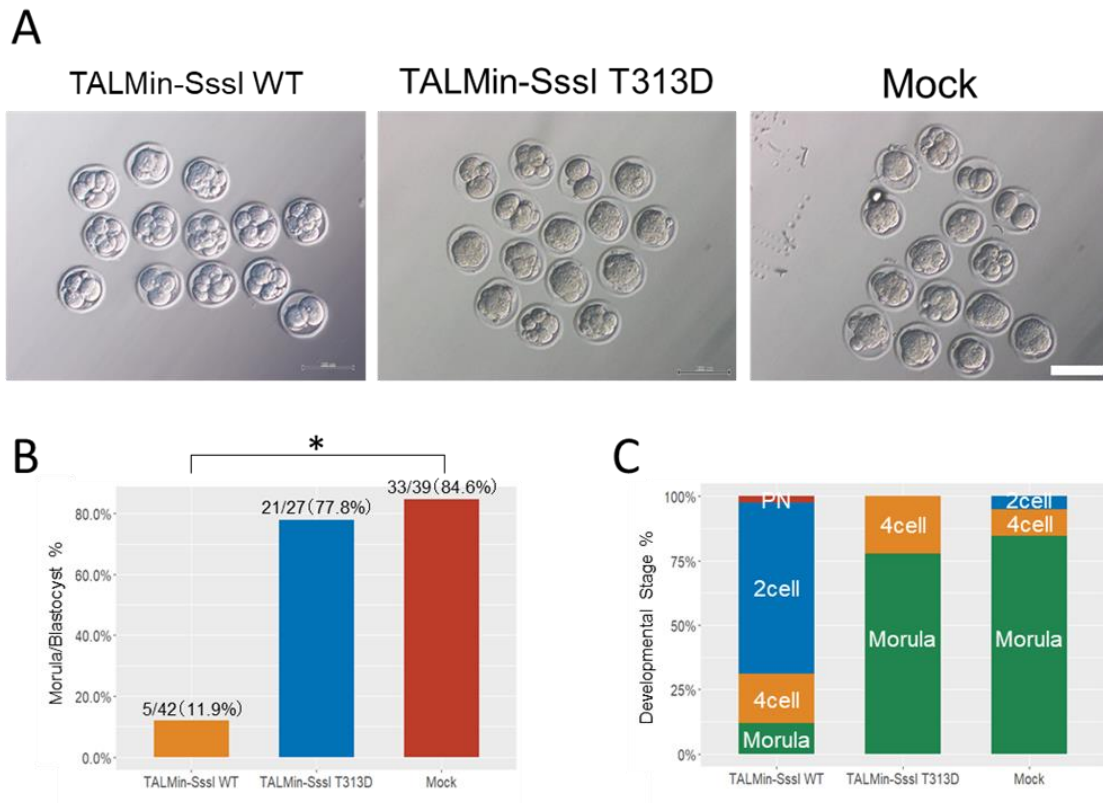 A
TALMin-SssI WT
TALMin-SssI T313D
Mock
B
*
Morula/Blastocyst %
80.0%
60.0%
40.0%
20.0%
0.0%
5/42(11.9%)
21/27(77.8%)
33/39(84.6%)
TALMin-SssI WT
TALMin-SssI T313D
Mock
C
Developmental Stage %
100%
75%
50%
25%
0%
PN
2cell
4cell
Morula
4cell
Morula
2cell
4cell
Morula
TALMin-SssI WT
TALMin-SssI T313D
Mock